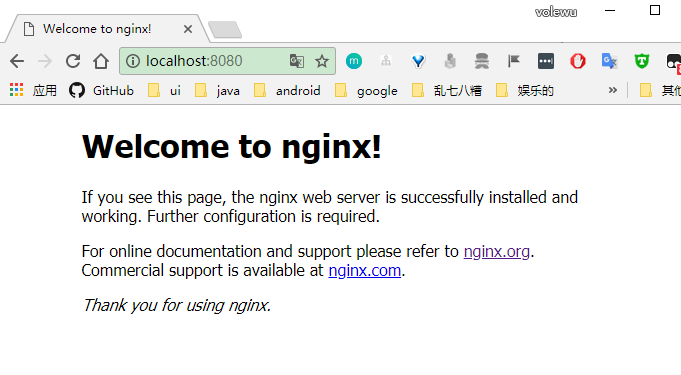 volewu
Welcome to nginx!
localhost:8080
应用 GitHub ui java android google 乱七八糟 娱乐的 » 其他
Welcome to nginx!
If you see this page, the nginx web server is successfully installed and
working. Further configuration is required.
For online documentation and support please refer to nginx.org.
Commercial support is available at nginx.com.
Thank you for using nginx.